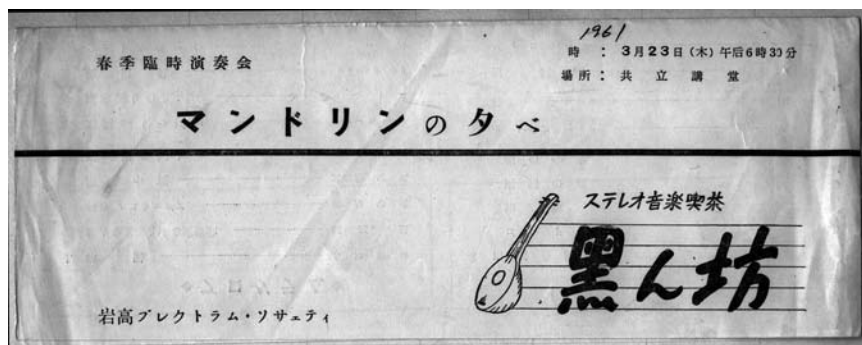 1961
春季臨時演奏会
時 : 3月23日(木)午后6時30分
場所 : 共立講堂
マンドリンの夕べ
ステレオ音楽喫茶
黒ん坊
岩高プレクトラム・ソサエティ